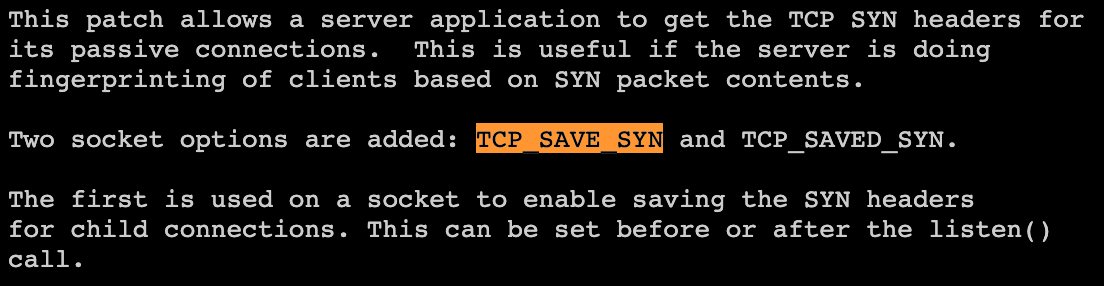 This patch allows a server application to get the TCP SYN headers for
its passive connections.  This is useful if the server is doing
fingerprinting of clients based on SYN packet contents.
Two socket options are added: TCP_SAVE_SYN and TCP_SAVED_SYN.
The first is used on a socket to enable saving the SYN headers
for child connections. This can be set before or after the listen()
call.